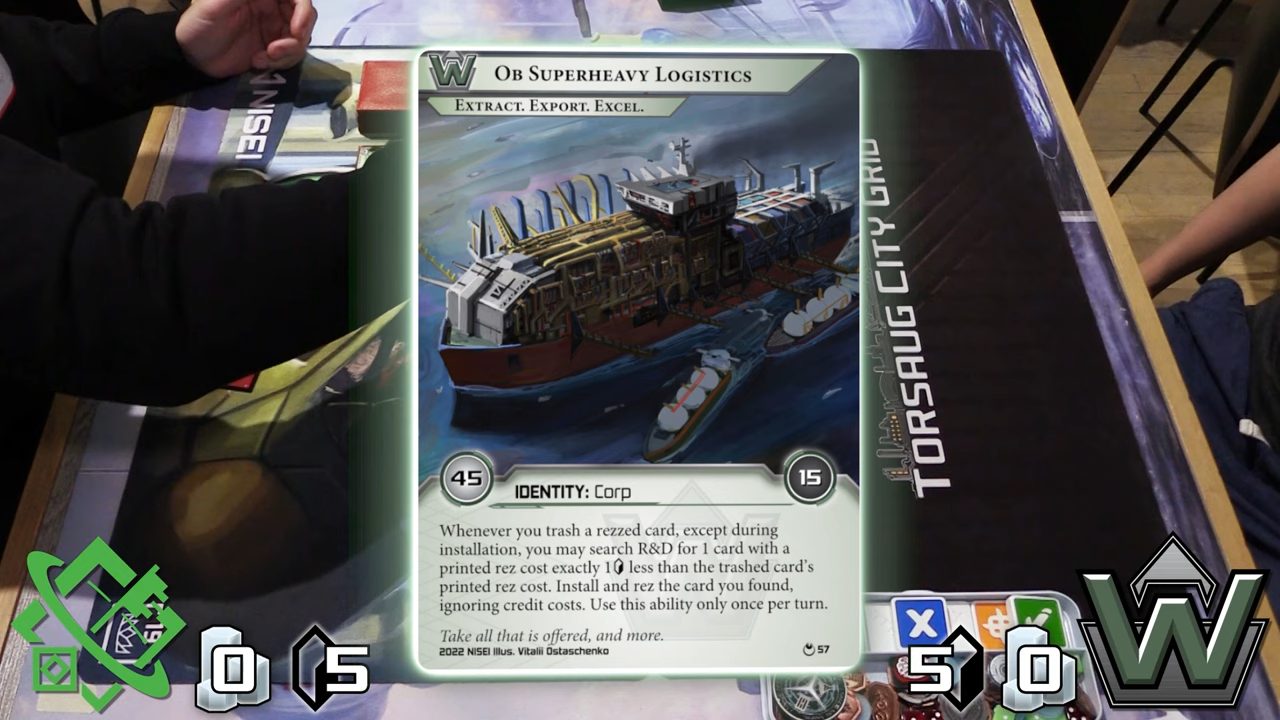 OB SUPERHEAVY LOGISTICS
EXTRACT. EXPORT. EXCEL.
NISEI
TORSAUG CITY GRID
45
IDENTITY: Corp
15
Whenever you trash a rezzed card, except during
installation, you may search R&D for 1 card with a
printed rez cost exactly 1 less than the trashed card's
printed rez cost. Install and rez the card you found,
ignoring credit costs. Use this ability only once per turn.
Take all that is offered, and more.
2022 NISEI Illus. Vitalii Ostaschenko
57
0
5
5
0
W
X